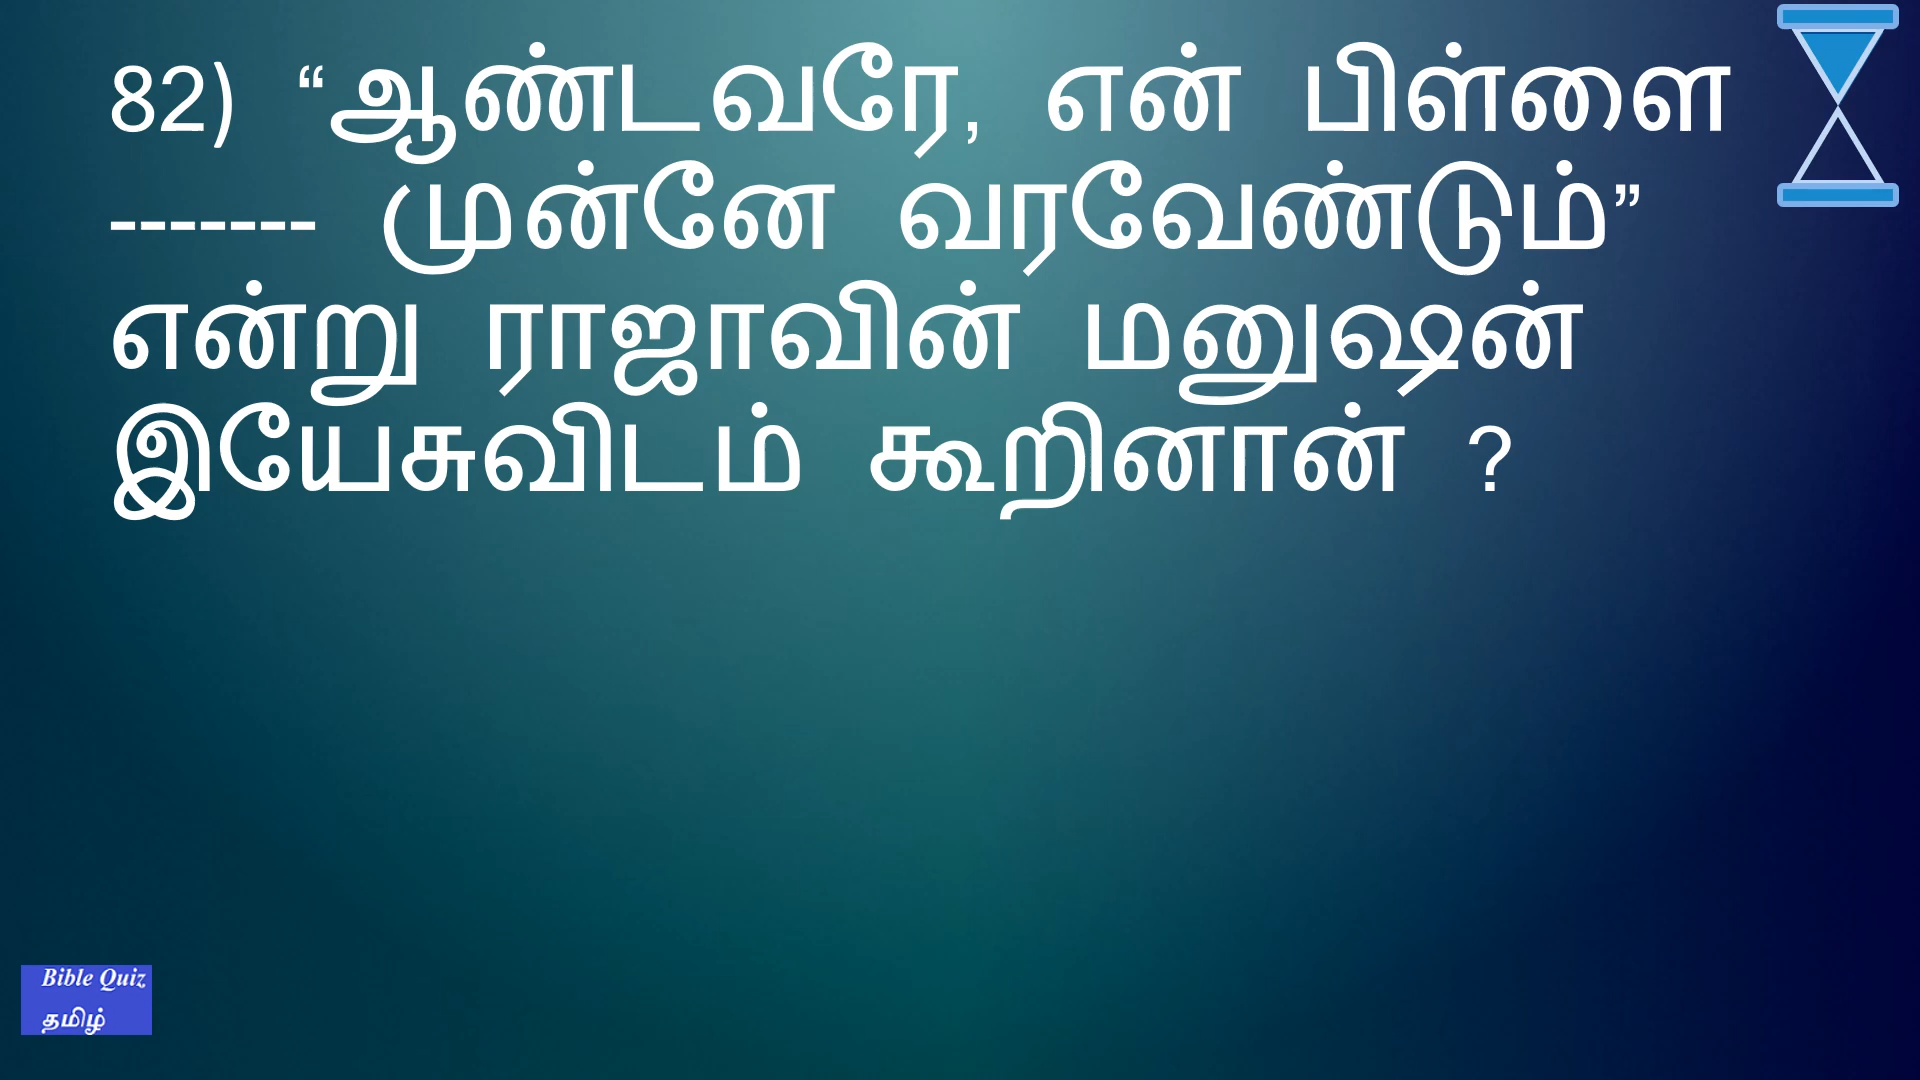 82) “ஆண்டவரே, என் பிள்ளை
------- முன்னே வரவேண்டும்”
என்று ராஜாவின் மனுஷன்
இயேசுவிடம் கூறினான் ?
Bible Quiz
தமிழ்